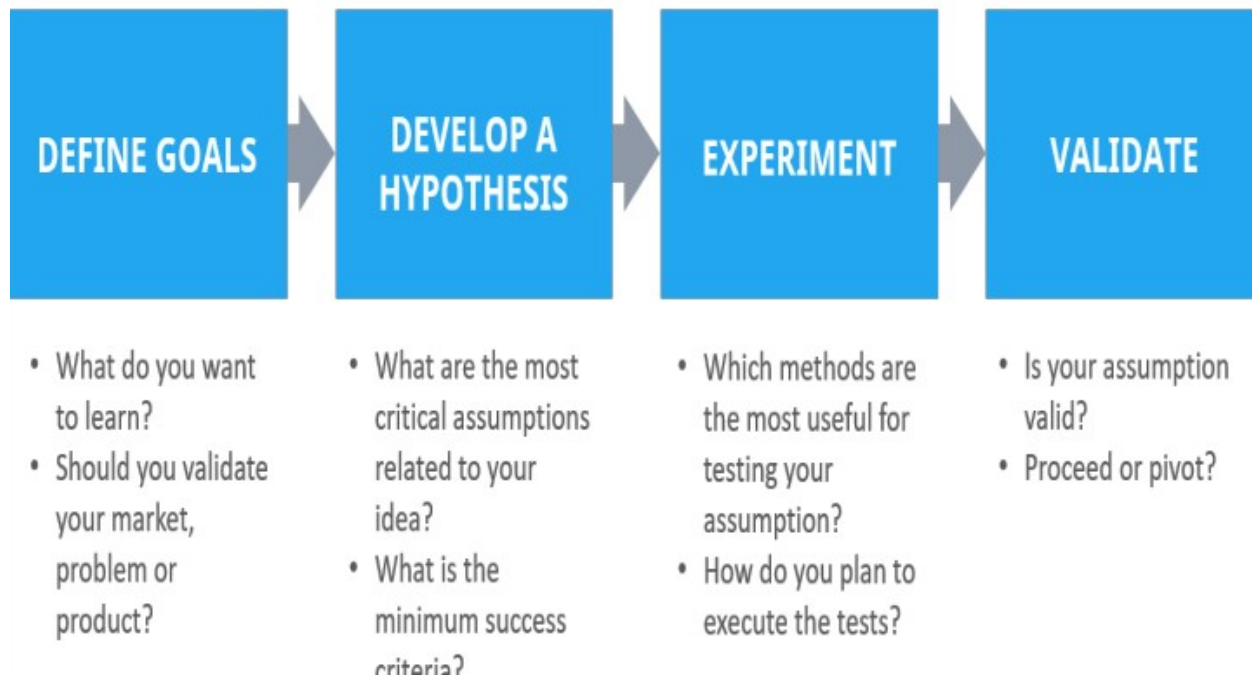 DEFINE GOALS
DEVELOP A
HYPOTHESIS
EXPERIMENT
VALIDATE
• What do you want
to learn?
• Should you validate
your market,
problem or
product?
• What are the most
critical assumptions
related to your
idea?
• What is the
minimum success
criteria?
• Which methods are
the most useful for
testing your
assumption?
• How do you plan to
execute the tests?
• Is your assumption
valid?
• Proceed or pivot?